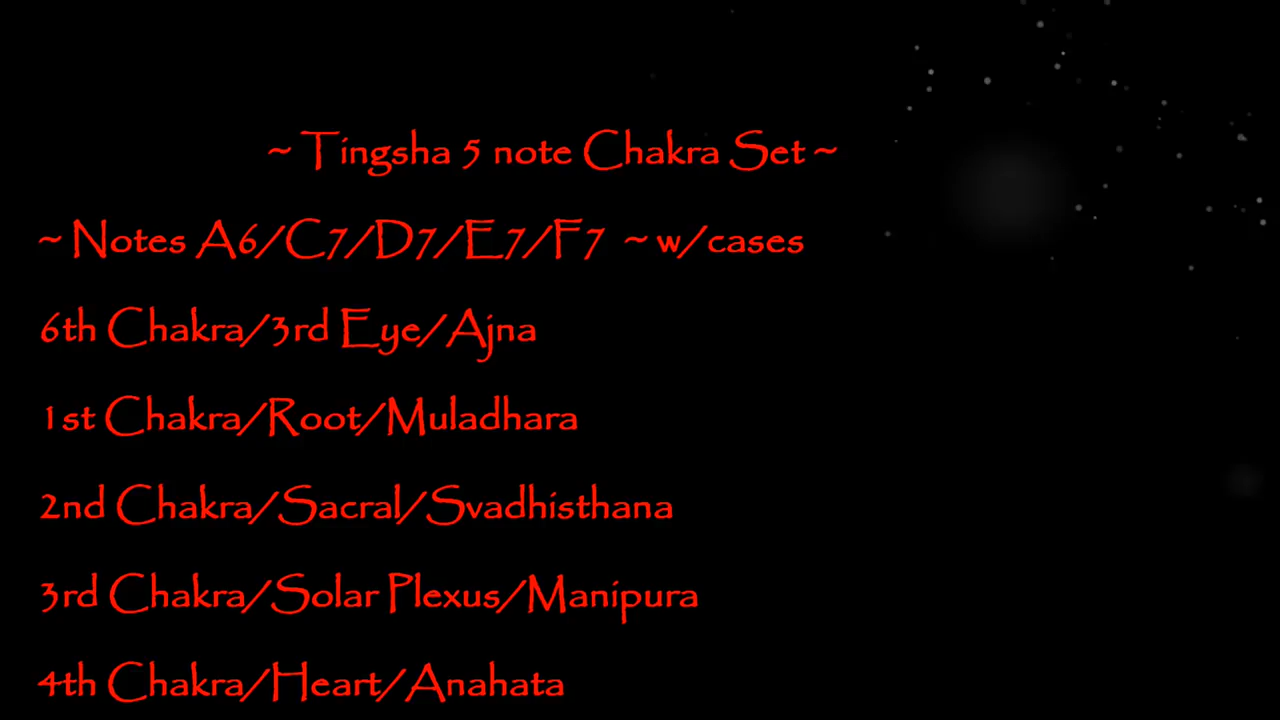 ~ Tingsha 5 note Chakra Set ~
~ Notes A6/C7/D7/E7/F7 ~ w/cases
6th Chakra/3rd Eye/Ajna
1st Chakra/Root/Muladhara
2nd Chakra/Sacral/Svadhisthana
3rd Chakra/Solar Plexus/Manipura
4th Chakra/Heart/Anahata